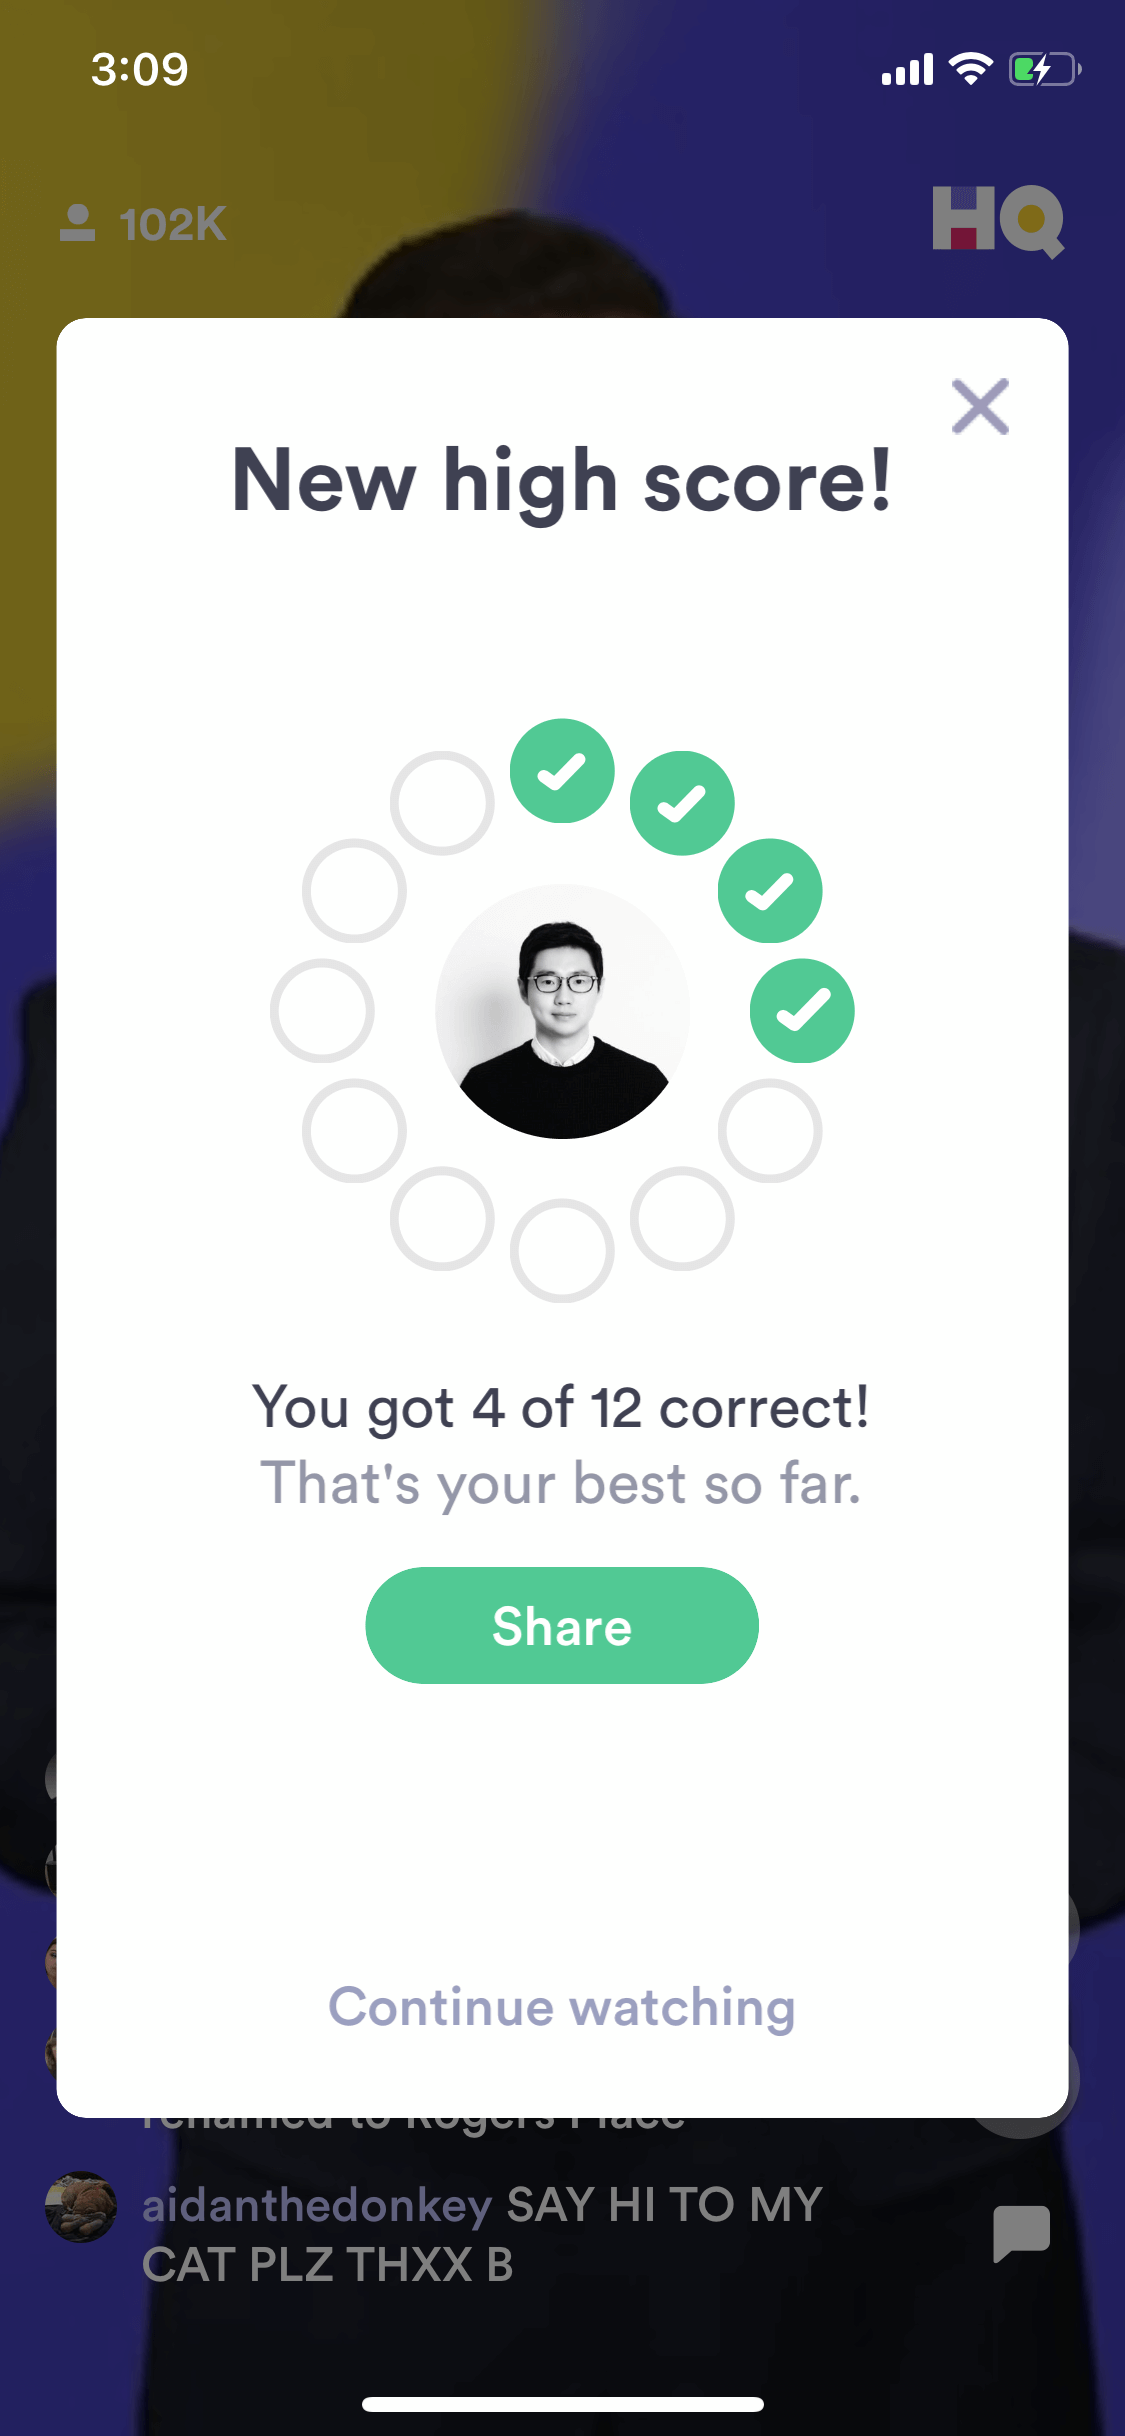 3:09
102K
HQ
New high score!
You got 4 of 12 correct!
That's your best so far.
Share
Continue watching
renamed to Rogers Place
aidanthedonkey SAY HI TO MY
CAT PLZ THXX B